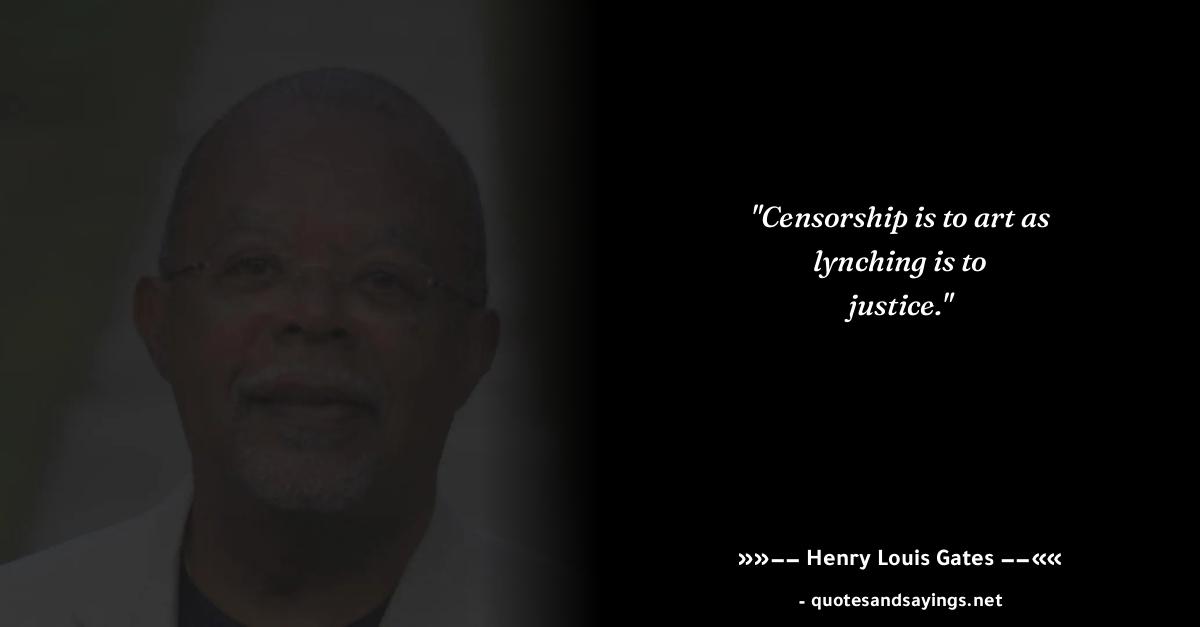 "Censorship is to art as
lynching is to
justice."
»»−− Henry Louis Gates −−««
- quotesandsayings.net